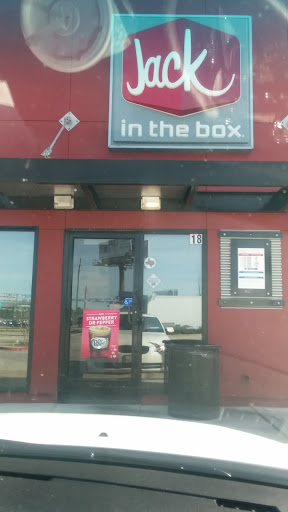 Jack
in the box
18
STRAWBERRY
DR PEPPER